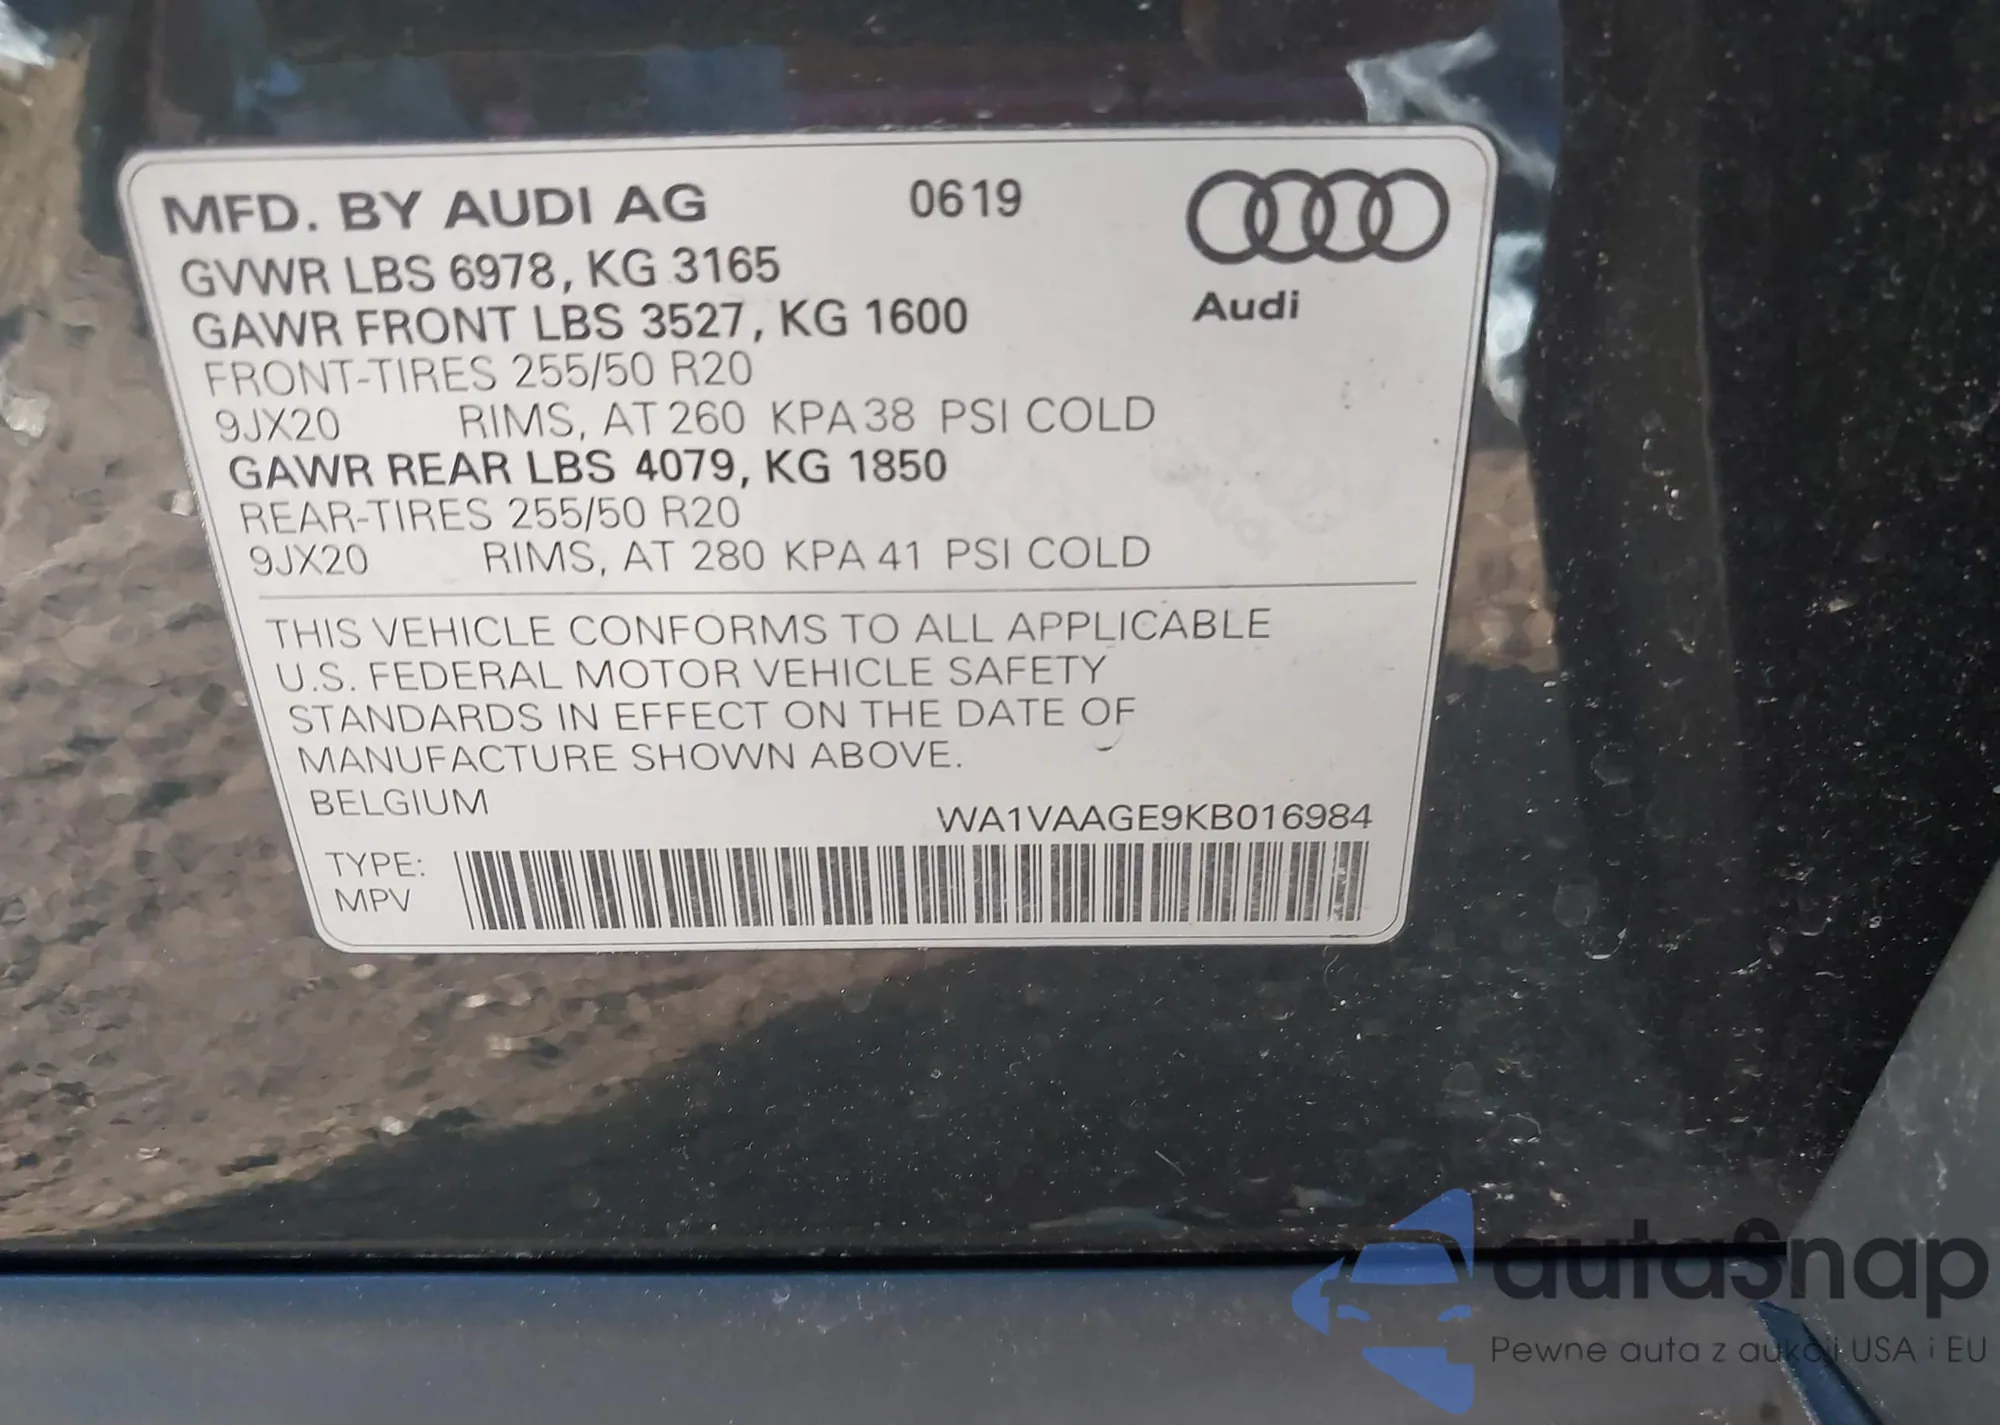 MFD. BY AUDI AG 0619
GVWR LBS 6978, KG 3165
GAWR FRONT LBS 3527, KG 1600
Audi
FRONT-TIRES 255/50 R20
9JX20 RIMS, AT 260 KPA 38 PSI COLD
GAWR REAR LBS 4079, KG 1850
REAR-TIRES 255/50 R20
9JX20 RIMS, AT 280 KPA 41 PSI COLD
THIS VEHICLE CONFORMS TO ALL APPLICABLE
U.S. FEDERAL MOTOR VEHICLE SAFETY
STANDARDS IN EFFECT ON THE DATE OF
MANUFACTURE SHOWN ABOVE.
BELGIUM
WA1VAAGE9KB016984
TYPE:
MPV
autaSnap
Pewne auta z aukcji USA i EU